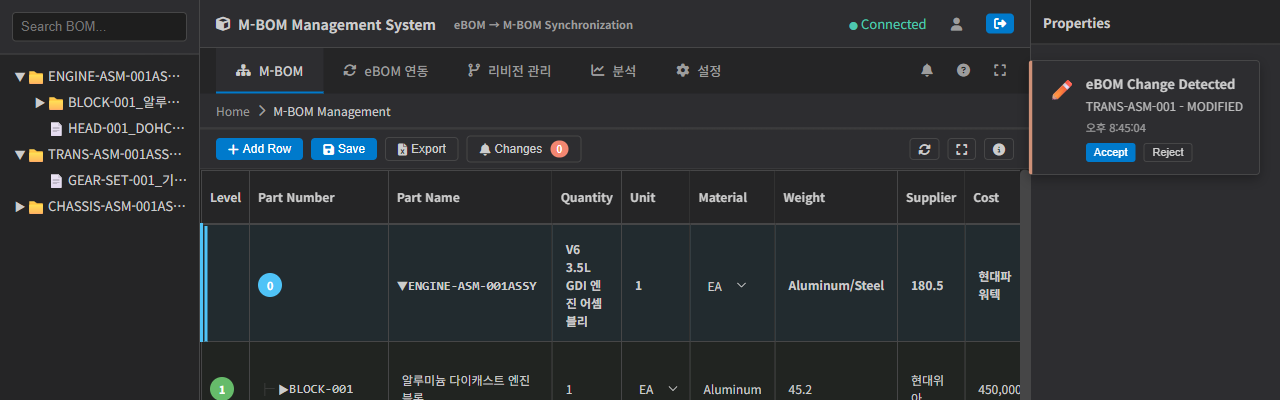 Search BOM...
ENGINE-ASM-001AS...
BLOCK-001_알루...
HEAD-001_DOHC...
TRANS-ASM-001ASS...
GEAR-SET-001_기...
CHASSIS-ASM-001AS...
M-BOM Management System
eBOM → M-BOM Synchronization
Connected
M-BOM
eBOM 연동
리비전 관리
분석
설정
Home > M-BOM Management
Add Row
Save
Export
Changes 0
Level Part Number Part Name Quantity Unit Material Weight Supplier Cost
0
ENGINE-ASM-001ASSY
V6
3.5L
GDI 엔
진 어셈
블리
1
EA
Aluminum/Steel
180.5
현대파
워텍
1
BLOCK-001
알루미늄 다이캐스트 엔진
블록
1
EA
Aluminum
45.2
현대위
아
450,000
Properties
eBOM Change Detected
TRANS-ASM-001 - MODIFIED
오후 8:45:04
Accept
Reject